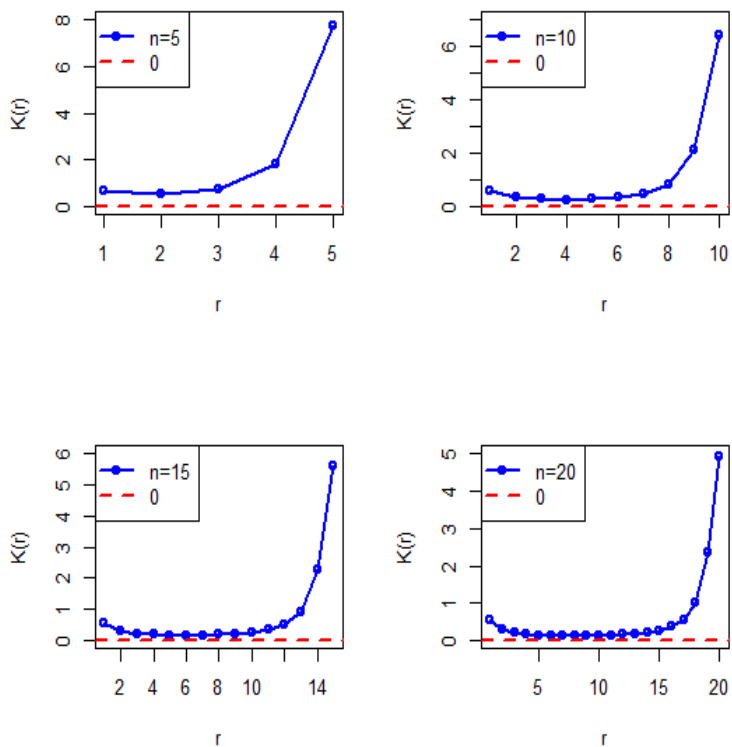 n=5
0
K(r)
0 2 4 6 8
1 2 3 4 5
r
n=10
0
K(r)
0 2 4 6
2 4 6 8 10
r
n=15
0
K(r)
0 1 2 3 4 5 6
2 4 6 8 10 14
r
n=20
0
K(r)
0 1 2 3 4 5
5 10 15 20
r